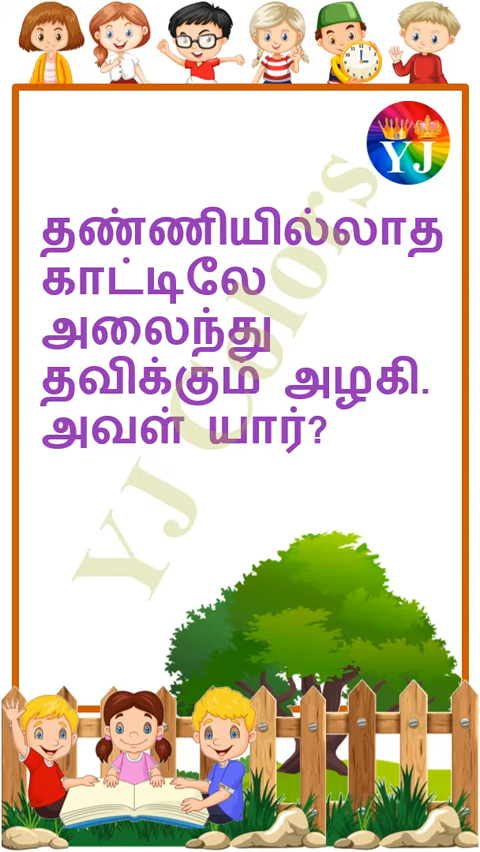 YJ
தண்ணியில்லாத
காட்டிலே
அலைந்து
தவிக்கும் அழகி.
அவள் யார்?
YJ Colors